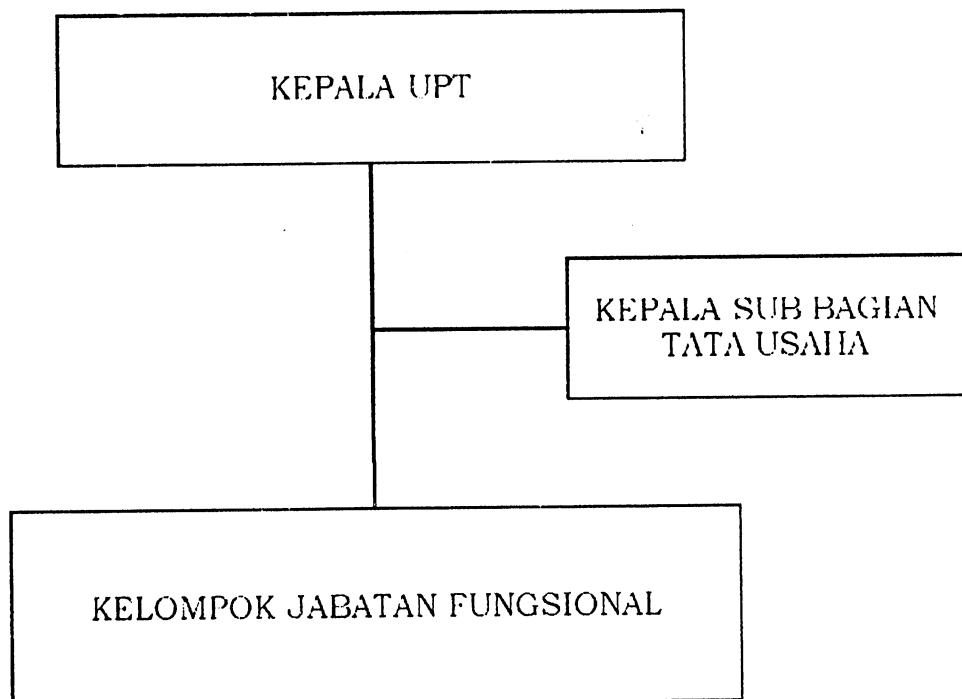 KEPALA UPT
KEPALA SUB BAGIAN
TATA USAHA
KELOMPOK JABATAN FUNGSIONAL